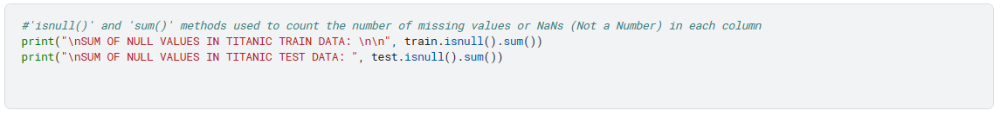 #'isnull()' and 'sum()' methods used to count the number of missing values or NaNs (Not a Number) in each column
print("\nSUM OF NULL VALUES IN TITANIC TRAIN DATA: \n\n", train.isnull().sum())
print("\nSUM OF NULL VALUES IN TITANIC TEST DATA: ", test.isnull().sum())